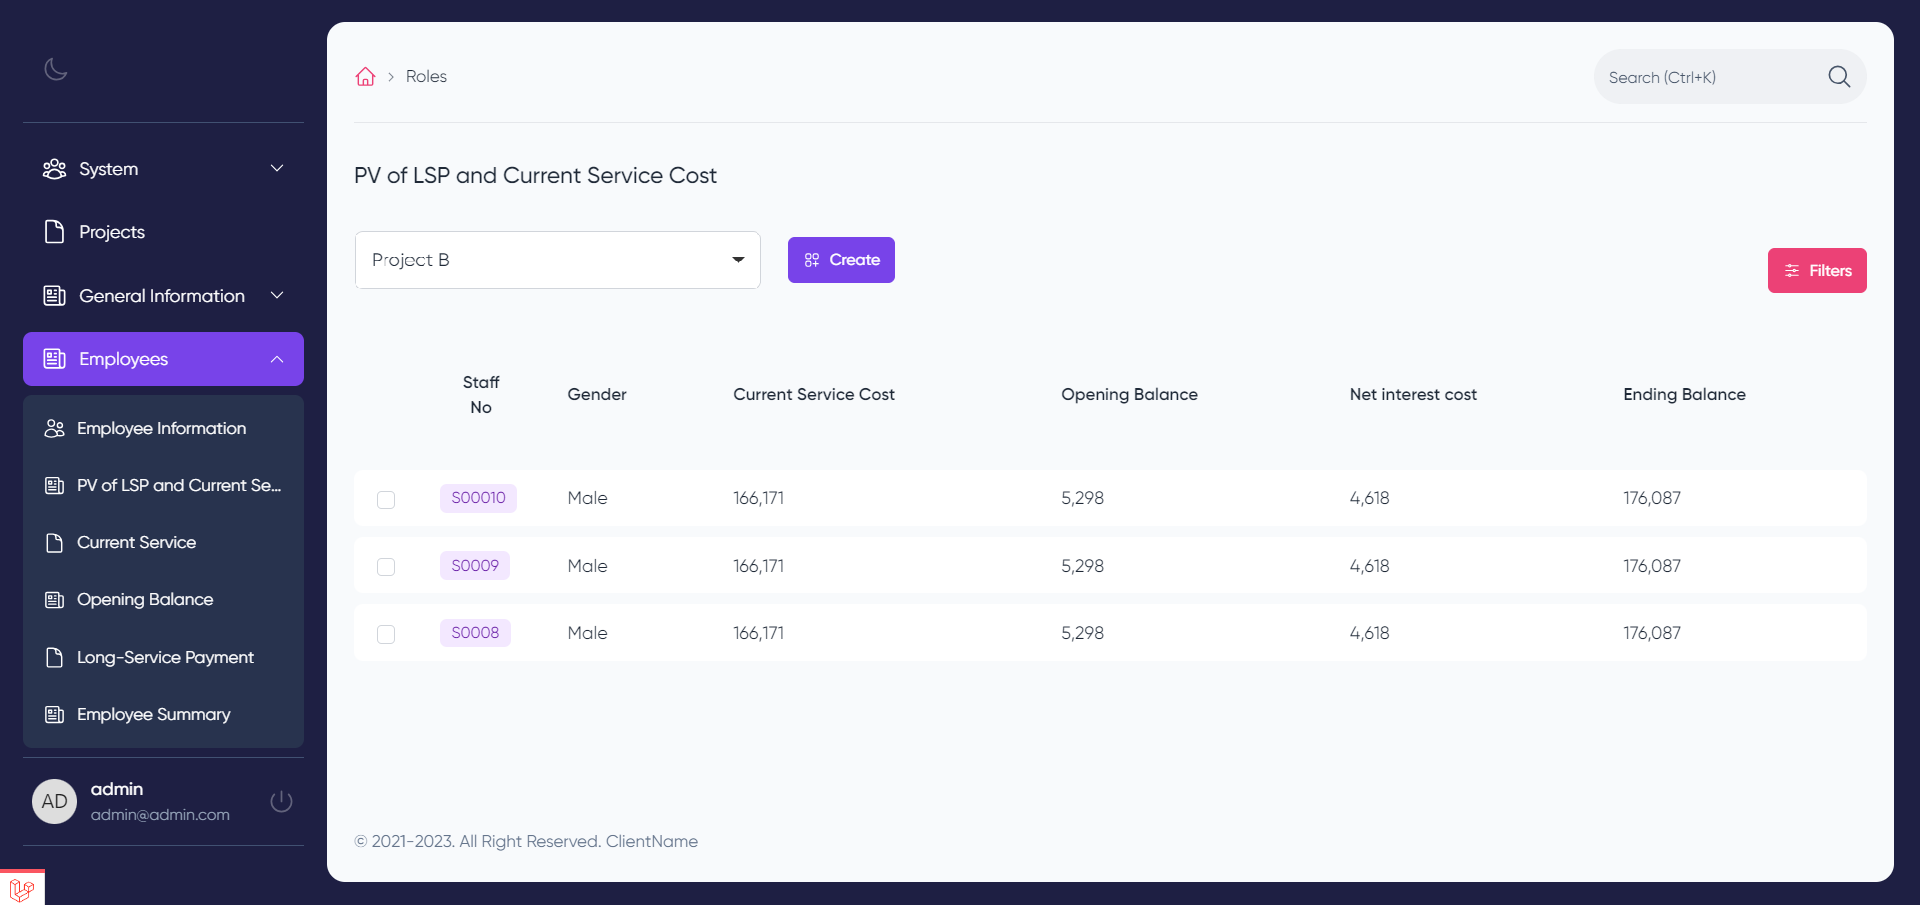 Roles
Search (Ctrl+K)
System
Projects
General Information
Employees
Employee Information
PV of LSP and Current Se...
Current Service
Opening Balance
Long-Service Payment
Employee Summary
AD
admin
admin@admin.com
PV of LSP and Current Service Cost
Project B
Create
Filters
Staff
No
Gender
Current Service Cost
Opening Balance
Net interest cost
Ending Balance
S00010 Male 166,171 5,298 4,618 176,087
S0009 Male 166,171 5,298 4,618 176,087
S0008 Male 166,171 5,298 4,618 176,087
© 2021-2023. All Right Reserved. ClientName